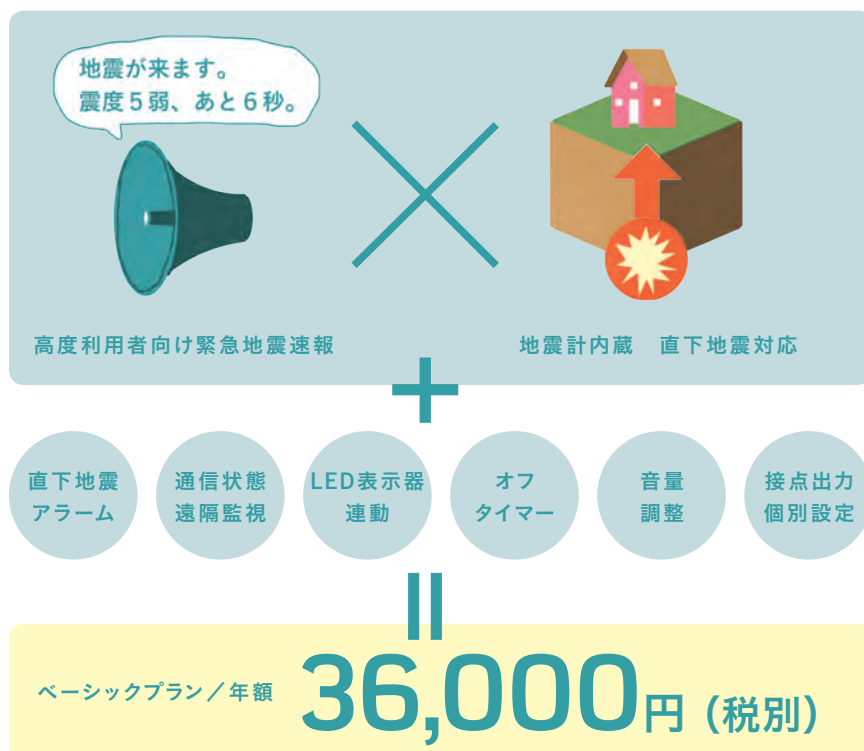 地震が来ます。
震度5弱、あと6秒。
高度利用者向け緊急地震速報
地震計内蔵　直下地震対応
直下地震
アラーム
通信状態
遠隔監視
LED表示器
連動
オフ
タイマー
音量
調整
接点出力
個別設定
ベーシックプラン／年額 36,000円（税別）